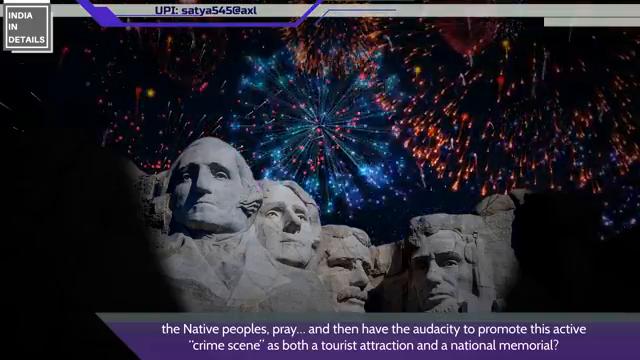 UPI: satya545@axl
INDIA
IN
DETAILS
the Native peoples, pray... and then have the audacity to promote this active
“crime scene” as both a tourist attraction and a national memorial?